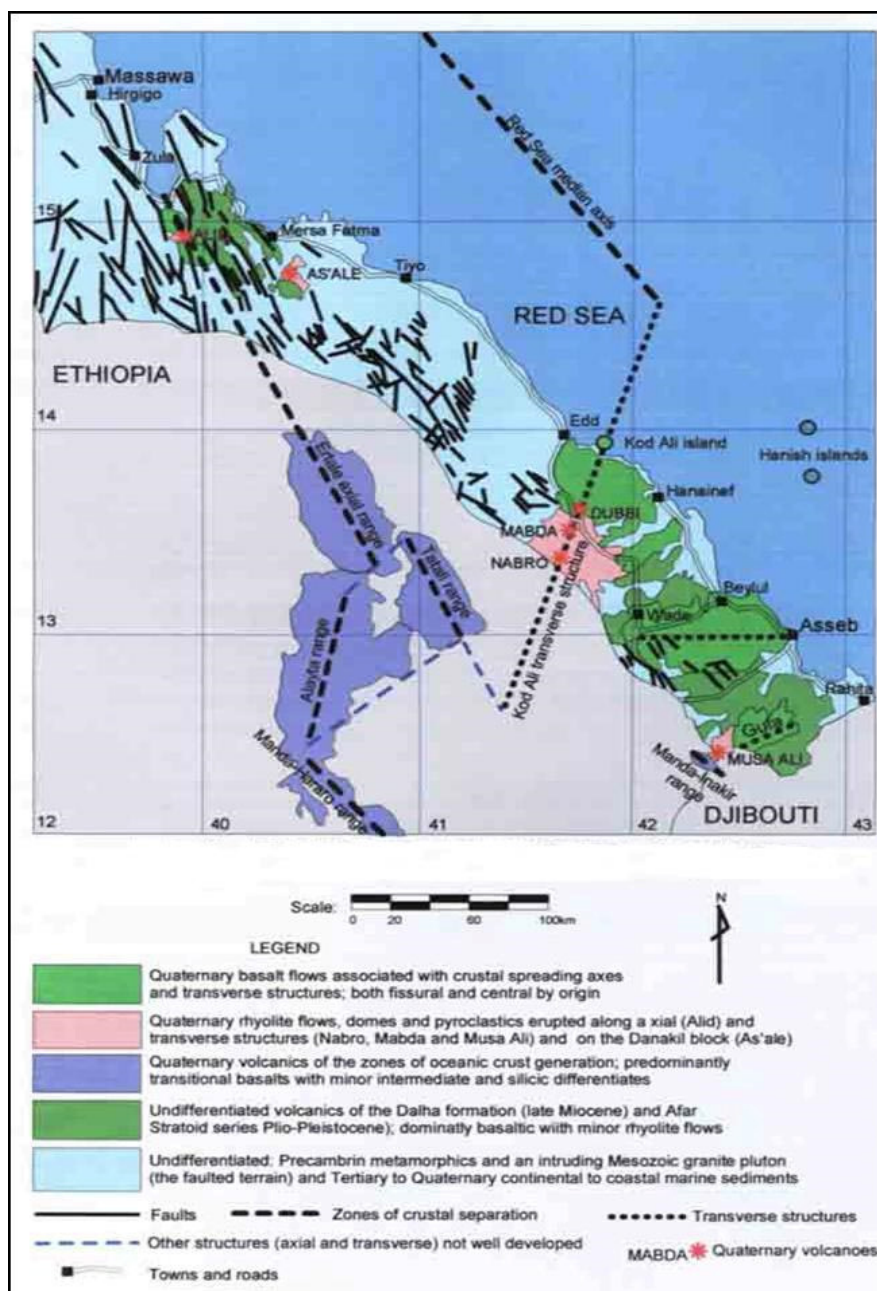 Massawa
Hirgigo
Zula
Red Sea median axis
15
ALID
Mersa Fatma
AS'ALE
Tiyo
RED SEA
ETHIOPIA
14
Edd
Kod Ali island
Hanish islands
Ertale axial range
Hansinef
DUBBI
MABDA
NABRO
Tatali range
Kod Ali transverse structure
Beylul
Wade
13
Asseb
Alayta range
Rahita
Gufa
MUSA ALI
Manda-Hararo range
Manda-Inakir
range
DJIBOUTI
12
40
41
42
43
Scale:
0 20 60 100km
N
LEGEND
Quaternary basalt flows associated with crustal spreading axes
and transverse structures; both fissural and central by origin
Quaternary rhyolite flows, domes and pyroclastics erupted along a xial (Alid) and
transverse structures (Nabro, Mabda and Musa Ali) and on the Danakil block (As'ale)
Quaternary volcanics of the zones of oceanic crust generation; predominantly
transitional basalts with minor intermediate and silicic differentiates
Undifferentiated volcanics of the Dalha formation (late Miocene) and Afar
Stratoid series Plio-Pleistocene); dominatly basaltic wiith minor rhyolite flows
Undifferentiated: Precambrin metamorphics and an intruding Mesozoic granite pluton
(the faulted terrain) and Tertiary to Quaternary continental to coastal marine sediments
Faults
Zones of crustal separation
Transverse structures
Other structures (axial and transverse) not well developed
MABDA Quaternary volcanoes
Towns and roads